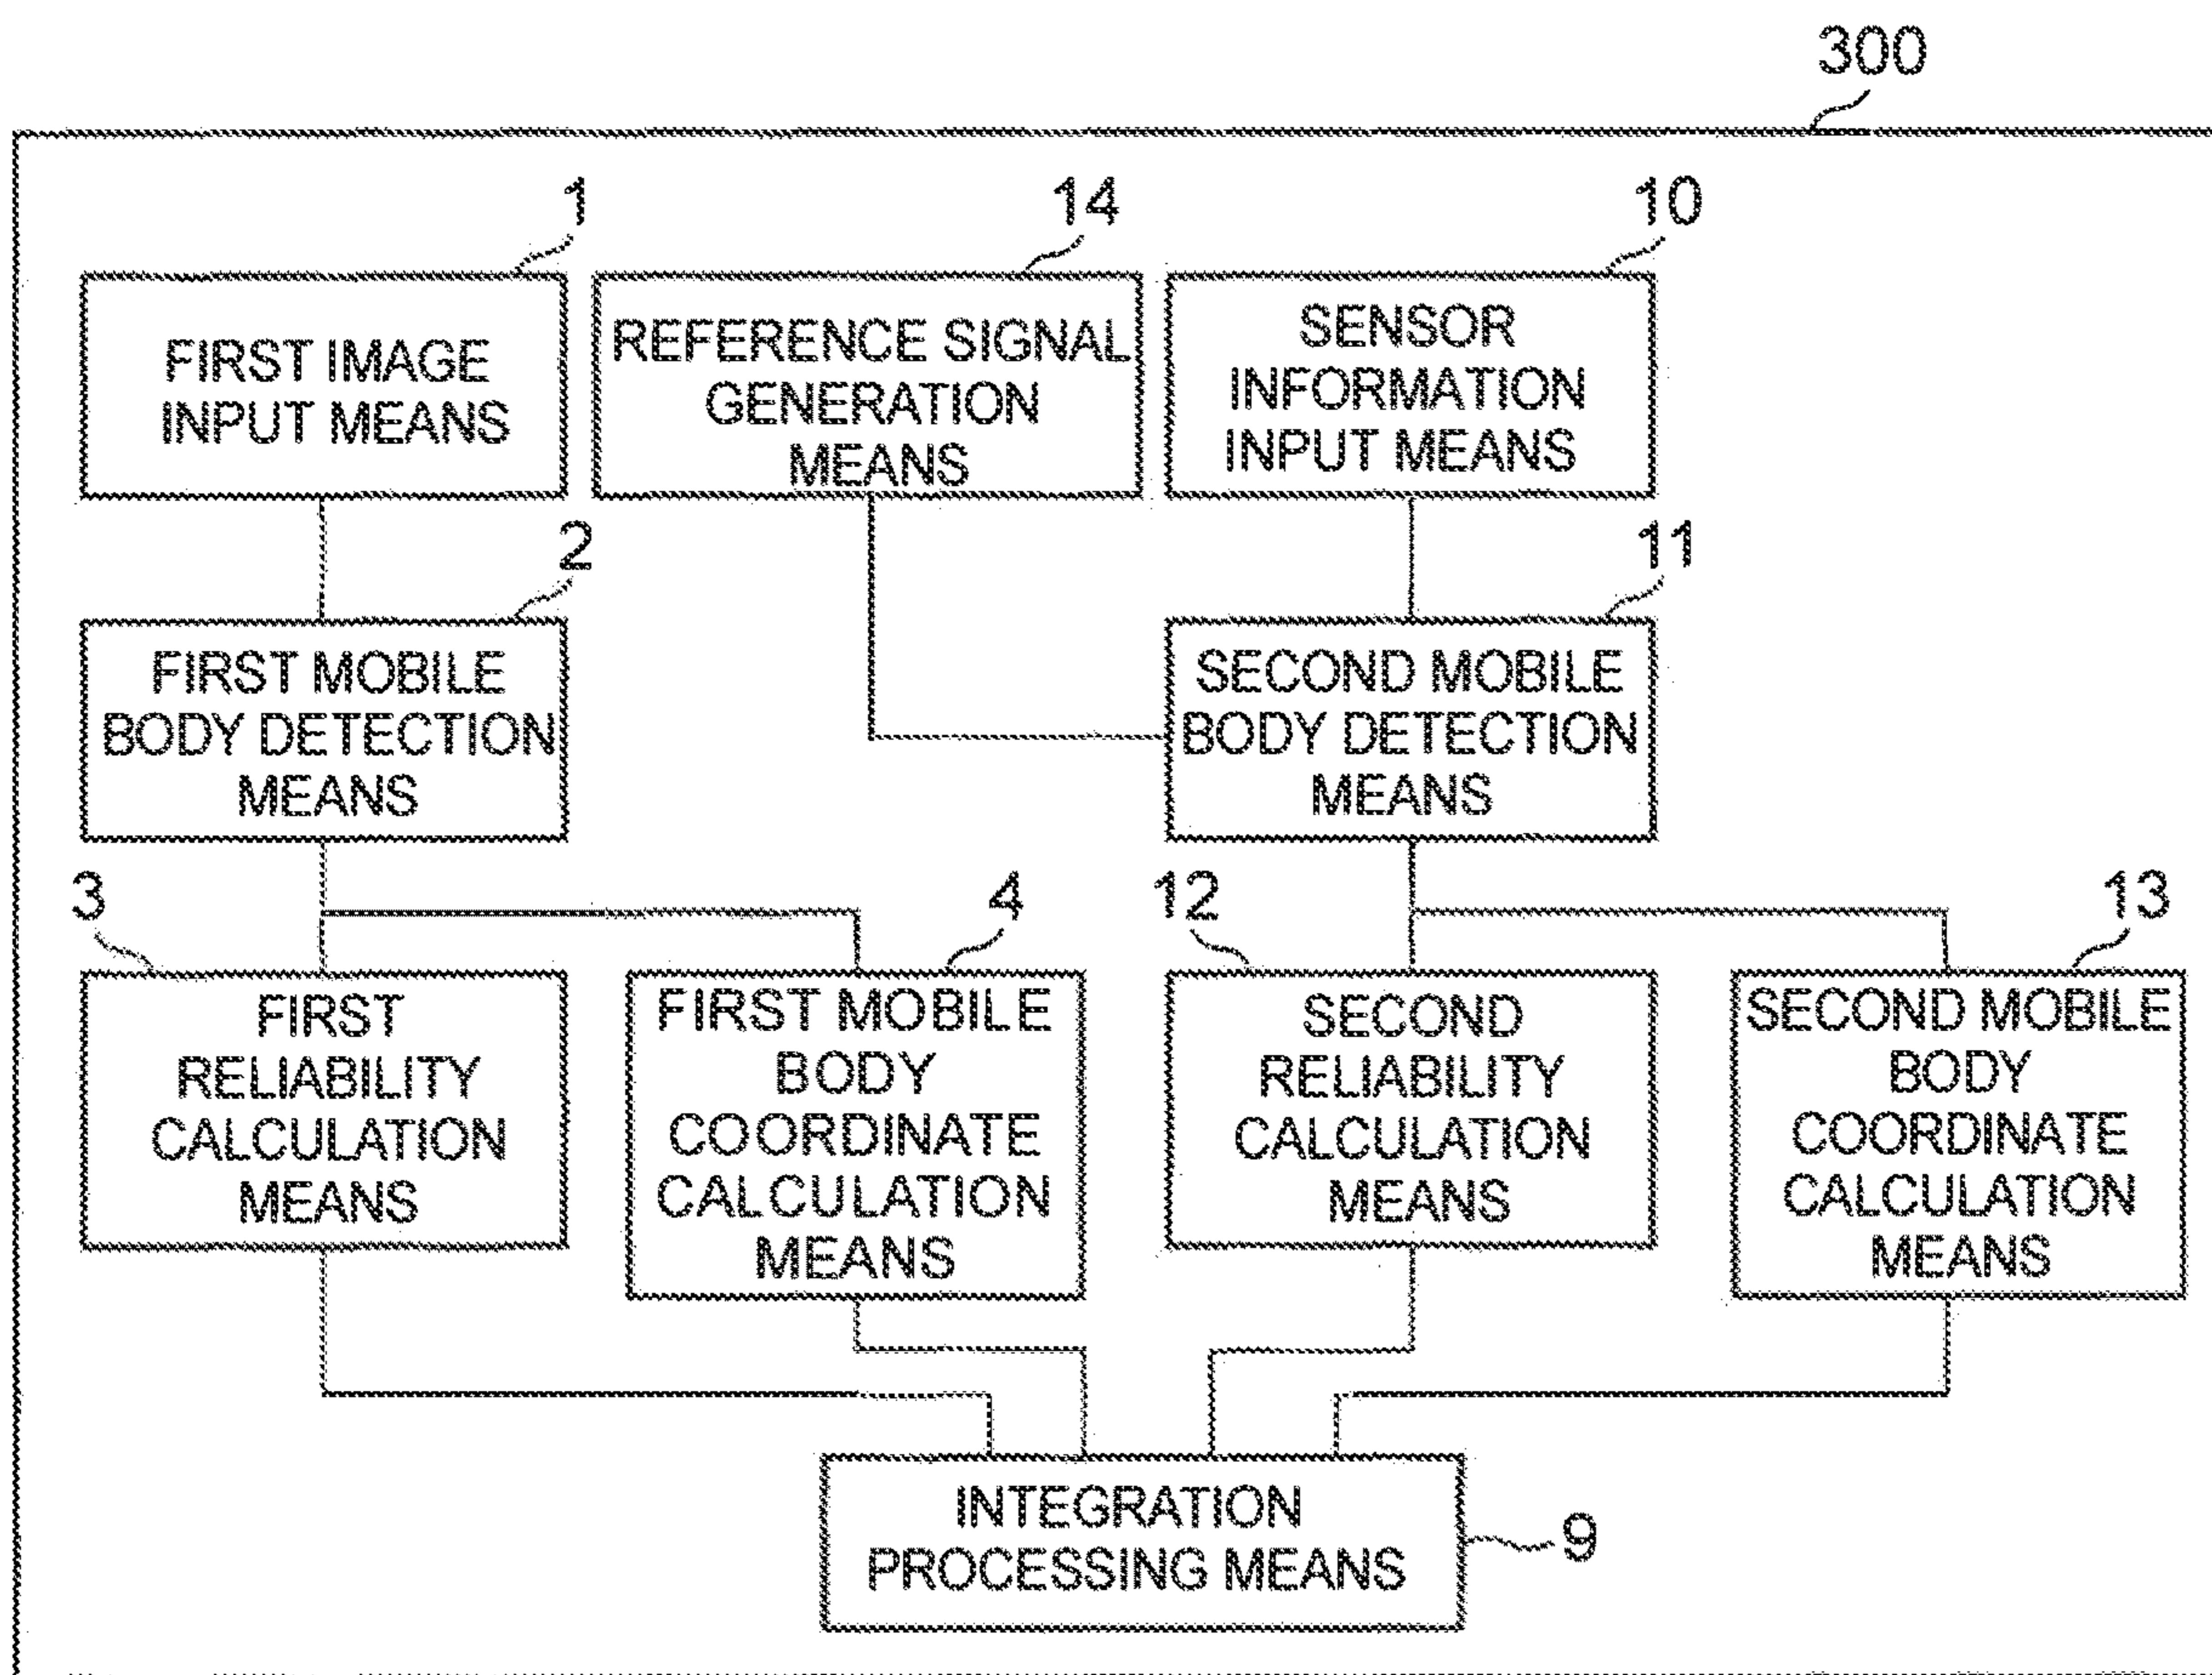 300
1
14
10
FIRST IMAGE
INPUT MEANS
REFERENCE SIGNAL
GENERATION
MEANS
SENSOR
INFORMATION
INPUT MEANS
2
11
FIRST MOBILE
BODY DETECTION
MEANS
SECOND MOBILE
BODY DETECTION
MEANS
3
4
12
13
FIRST
RELIABILITY
CALCULATION
MEANS
FIRST MOBILE
BODY
COORDINATE
CALCULATION
MEANS
SECOND
RELIABILITY
CALCULATION
MEANS
SECOND MOBILE
BODY
COORDINATE
CALCULATION
MEANS
INTEGRATION
PROCESSING MEANS
9